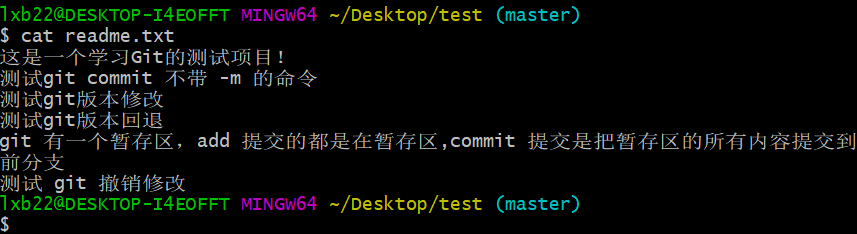 lxb22@DESKTOP-I4EOFFT MINGW64 ~/Desktop/test (master)
$ cat readme.txt
这是一个学习Git的测试项目！
测试git commit 不带 -m 的命令
测试git版本修改
测试git版本回退
git 有一个暂存区，add 提交的都是在暂存区,commit 提交是把暂存区的所有内容提交到
前分支
测试 git 撤销修改
lxb22@DESKTOP-I4EOFFT MINGW64 ~/Desktop/test (master)
$